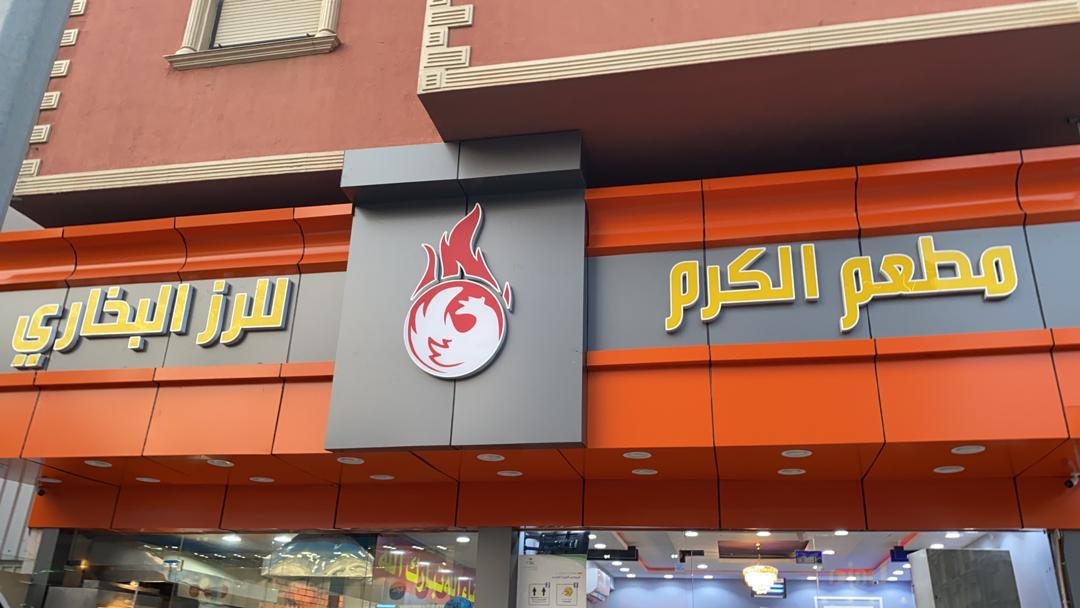 مطعم الكرم
للرز البخاري